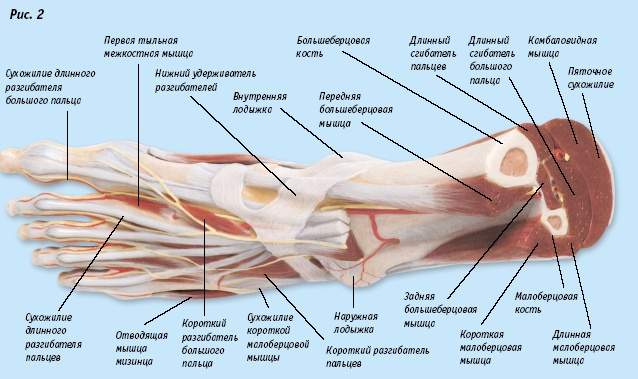 Рис. 2
Первая тыльная
межкостная мышца
Большеберцовая
кость
Длинный
сгибатель
пальцев
Длинный
сгибатель
большого
пальца
Камбаловидная
мышца
Сухожилие длинного
разгибателя
большого пальца
Нижний удерживатель
разгибателей
Внутренняя
лодыжка
Передняя
большеберцовая
мышца
Пяточное
сухожилие
Сухожилие
длинного
разгибателя
пальцев
Отводящая
мышца
мизинца
Короткий
разгибатель
большого
пальца
Сухожилие
короткой
малоберцовой
мышцы
Наружная
лодыжка
Короткий разгибатель
пальцев
Задняя
большеберцовая
мышца
Малоберцовая
кость
Короткая
малоберцовая
мышца
Длинная
малоберцовая
мышца